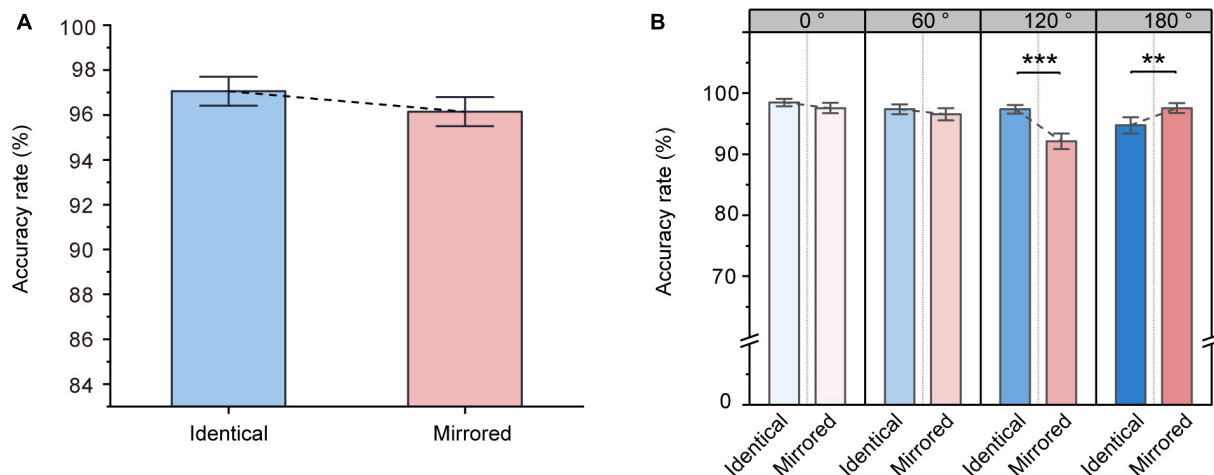 A
Accuracy rate (%)
100
98
96
94
92
90
88
86
84
Identical
Mirrored
B
Accuracy rate (%)
0 °
60 °
120 °
180 °
***
**
100
90
80
70
0
Identical
Mirrored
Identical
Mirrored
Identical
Mirrored
Identical
Mirrored